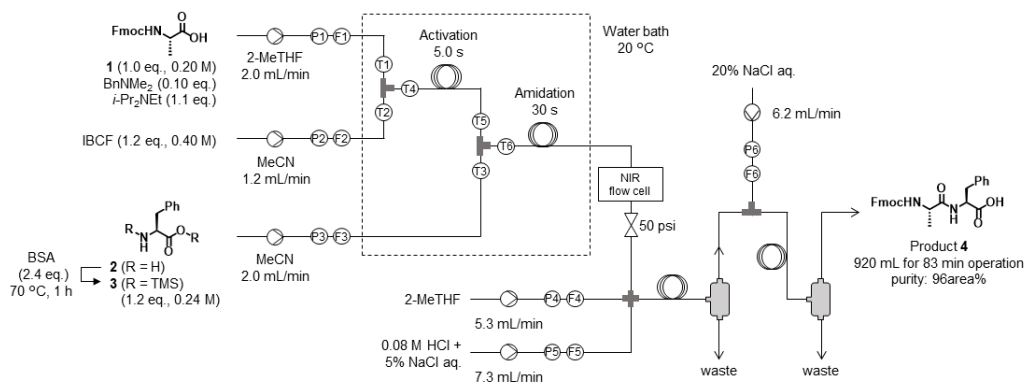 FmocHN
O
OH
1 (1.0 eq., 0.20 M)
BnNMe2 (0.10 eq.)
i-Pr2NEt (1.1 eq.)
2-MeTHF
2.0 mL/min
P1
F1
T1
Activation
5.0 s
T4
T2
IBCF (1.2 eq., 0.40 M)
MeCN
1.2 mL/min
P2
F2
Water bath
20 °C
T5
Amidation
30 s
T6
T3
Ph
R
N
H
O
O
R
2 (R = H)
3 (R = TMS)
(1.2 eq., 0.24 M)
BSA
(2.4 eq.)
70 °C, 1 h
MeCN
2.0 mL/min
P3
F3
NIR
flow cell
50 psi
2-MeTHF
5.3 mL/min
P4
F4
0.08 M HCl +
5% NaCl aq.
7.3 mL/min
P5
F5
waste
20% NaCl aq.
6.2 mL/min
P6
F6
waste
FmocHN
O
N
H
Ph
O
OH
Product 4
920 mL for 83 min operation
purity: 96area%